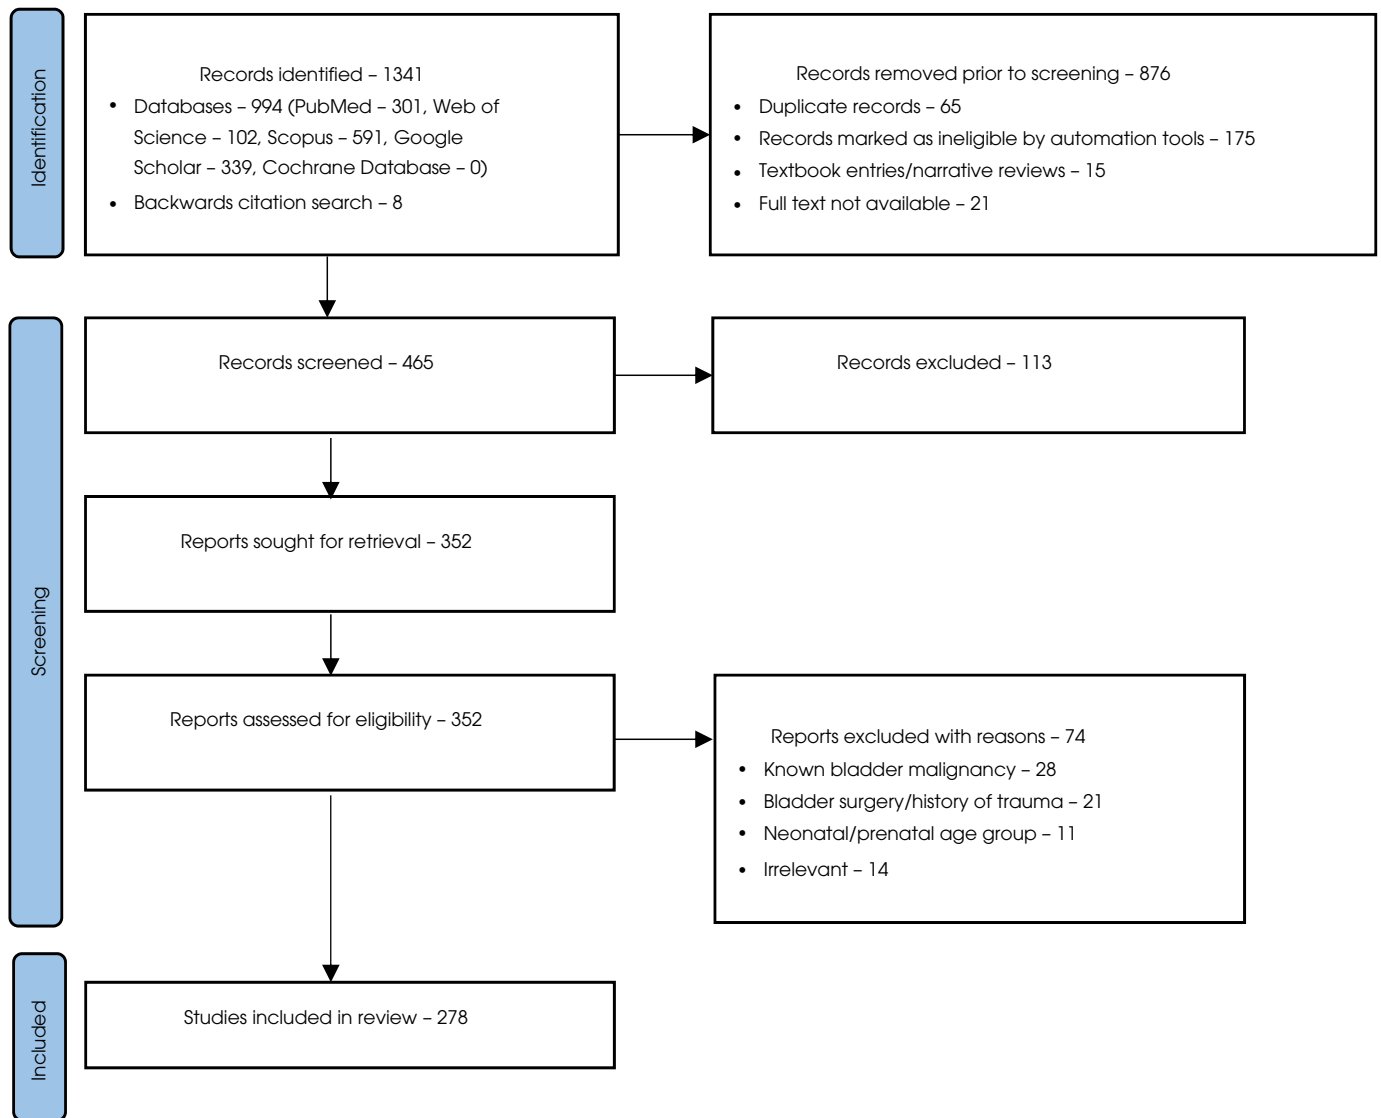 Identification
Records identified – 1341
• Databases – 994 (PubMed – 301, Web of
Science – 102, Scopus – 591, Google
Scholar – 339, Cochrane Database – 0)
• Backwards citation search – 8
Records removed prior to screening – 876
• Duplicate records – 65
• Records marked as ineligible by automation tools – 175
• Textbook entries/narrative reviews – 15
• Full text not available – 21
Screening
Records screened – 465
Records excluded – 113
Reports sought for retrieval – 352
Reports assessed for eligibility – 352
Reports excluded with reasons – 74
• Known bladder malignancy – 28
• Bladder surgery/history of trauma – 21
• Neonatal/prenatal age group – 11
• Irrelevant – 14
Included
Studies included in review – 278